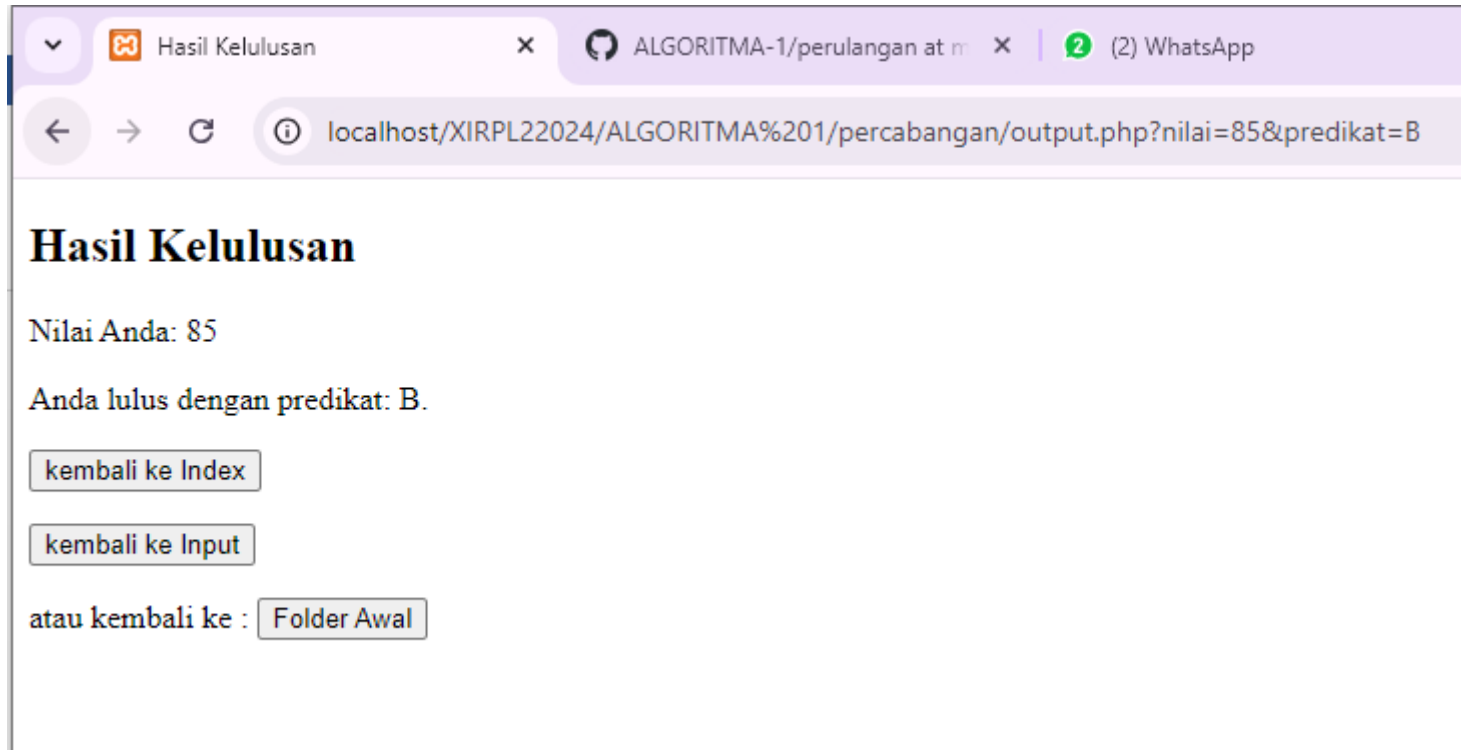 Hasil Kelulusan
ALGORITMA-1/perulangan at m
2
(2) WhatsApp
localhost/XIRPL22024/ALGORITMA%201/percabangan/output.php?nilai=85&predikat=B
Hasil Kelulusan
Nilai Anda: 85
Anda lulus dengan predikat: B.
kembali ke Index
kembali ke Input
atau kembali ke : Folder Awal